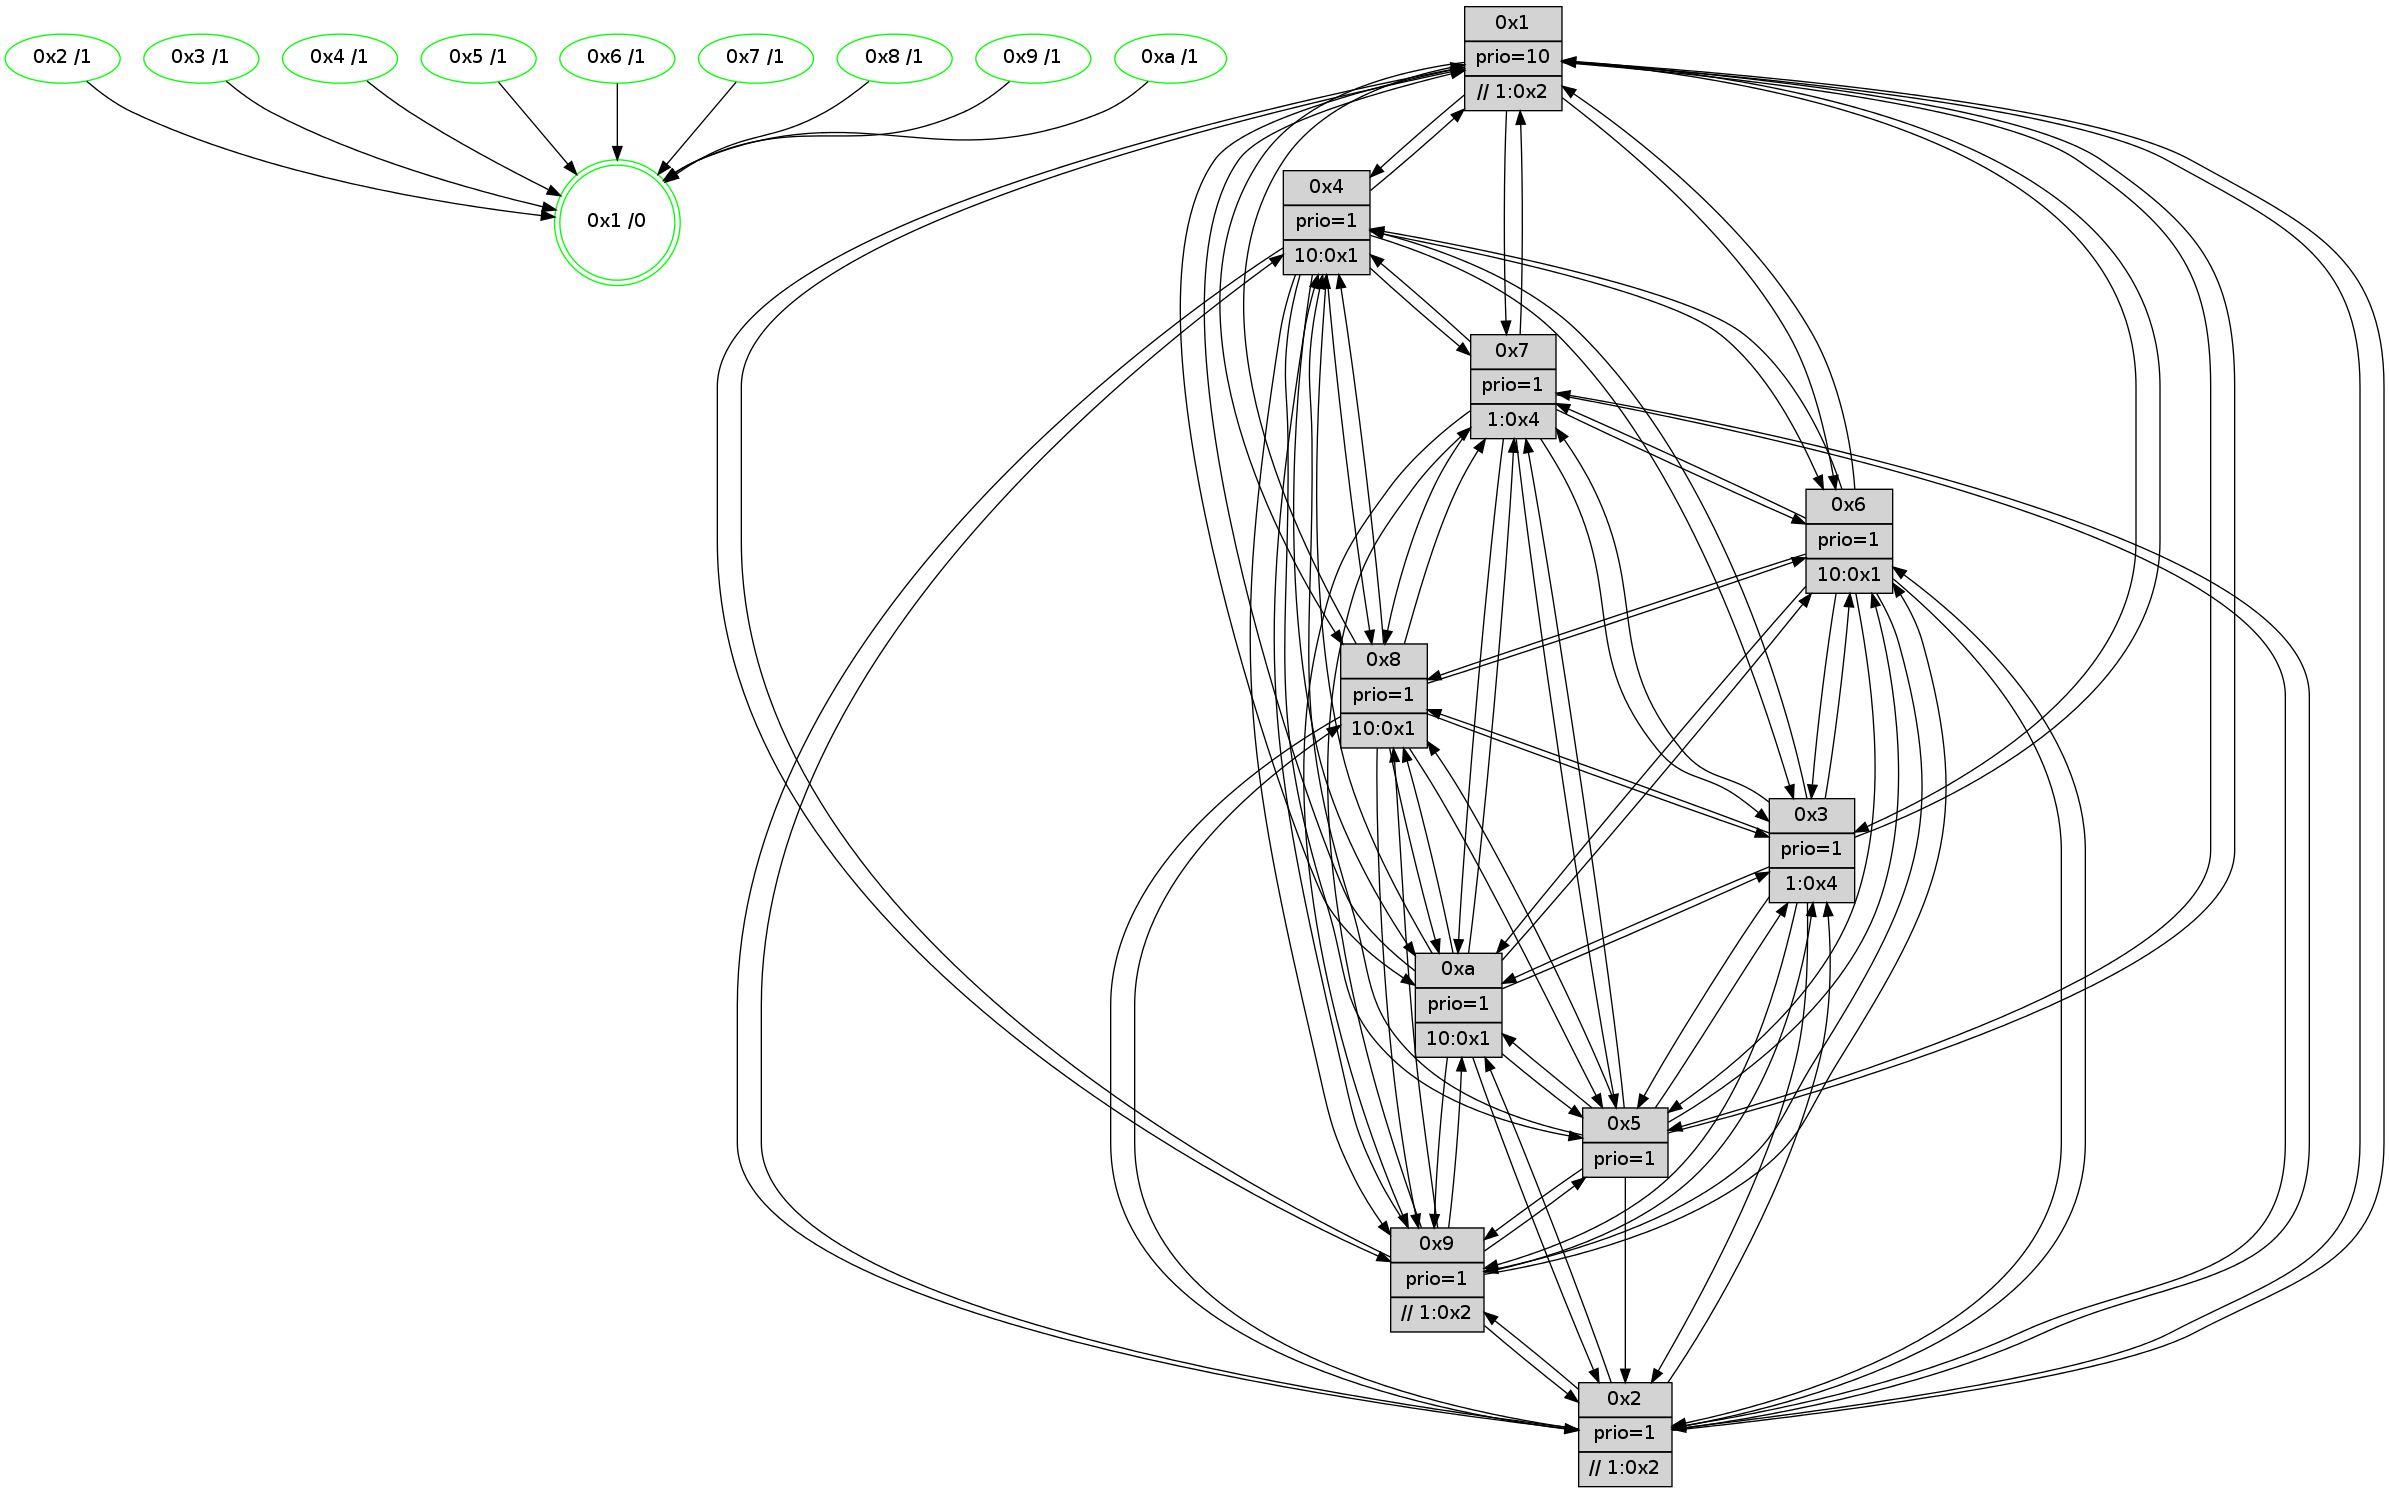 0x2 /1
0x3 /1
0x4 /1
0x5 /1
0x6 /1
0x7 /1
0x8 /1
0x9 /1
0xa /1
0x1 /0
0x1
prio=10
// 1:0x2
0x4
prio=1
10:0x1
0x7
prio=1
1:0x4
0x6
prio=1
10:0x1
0x8
prio=1
10:0x1
0x3
prio=1
1:0x4
0xa
prio=1
10:0x1
0x5
prio=1
0x9
prio=1
// 1:0x2
0x2
prio=1
// 1:0x2